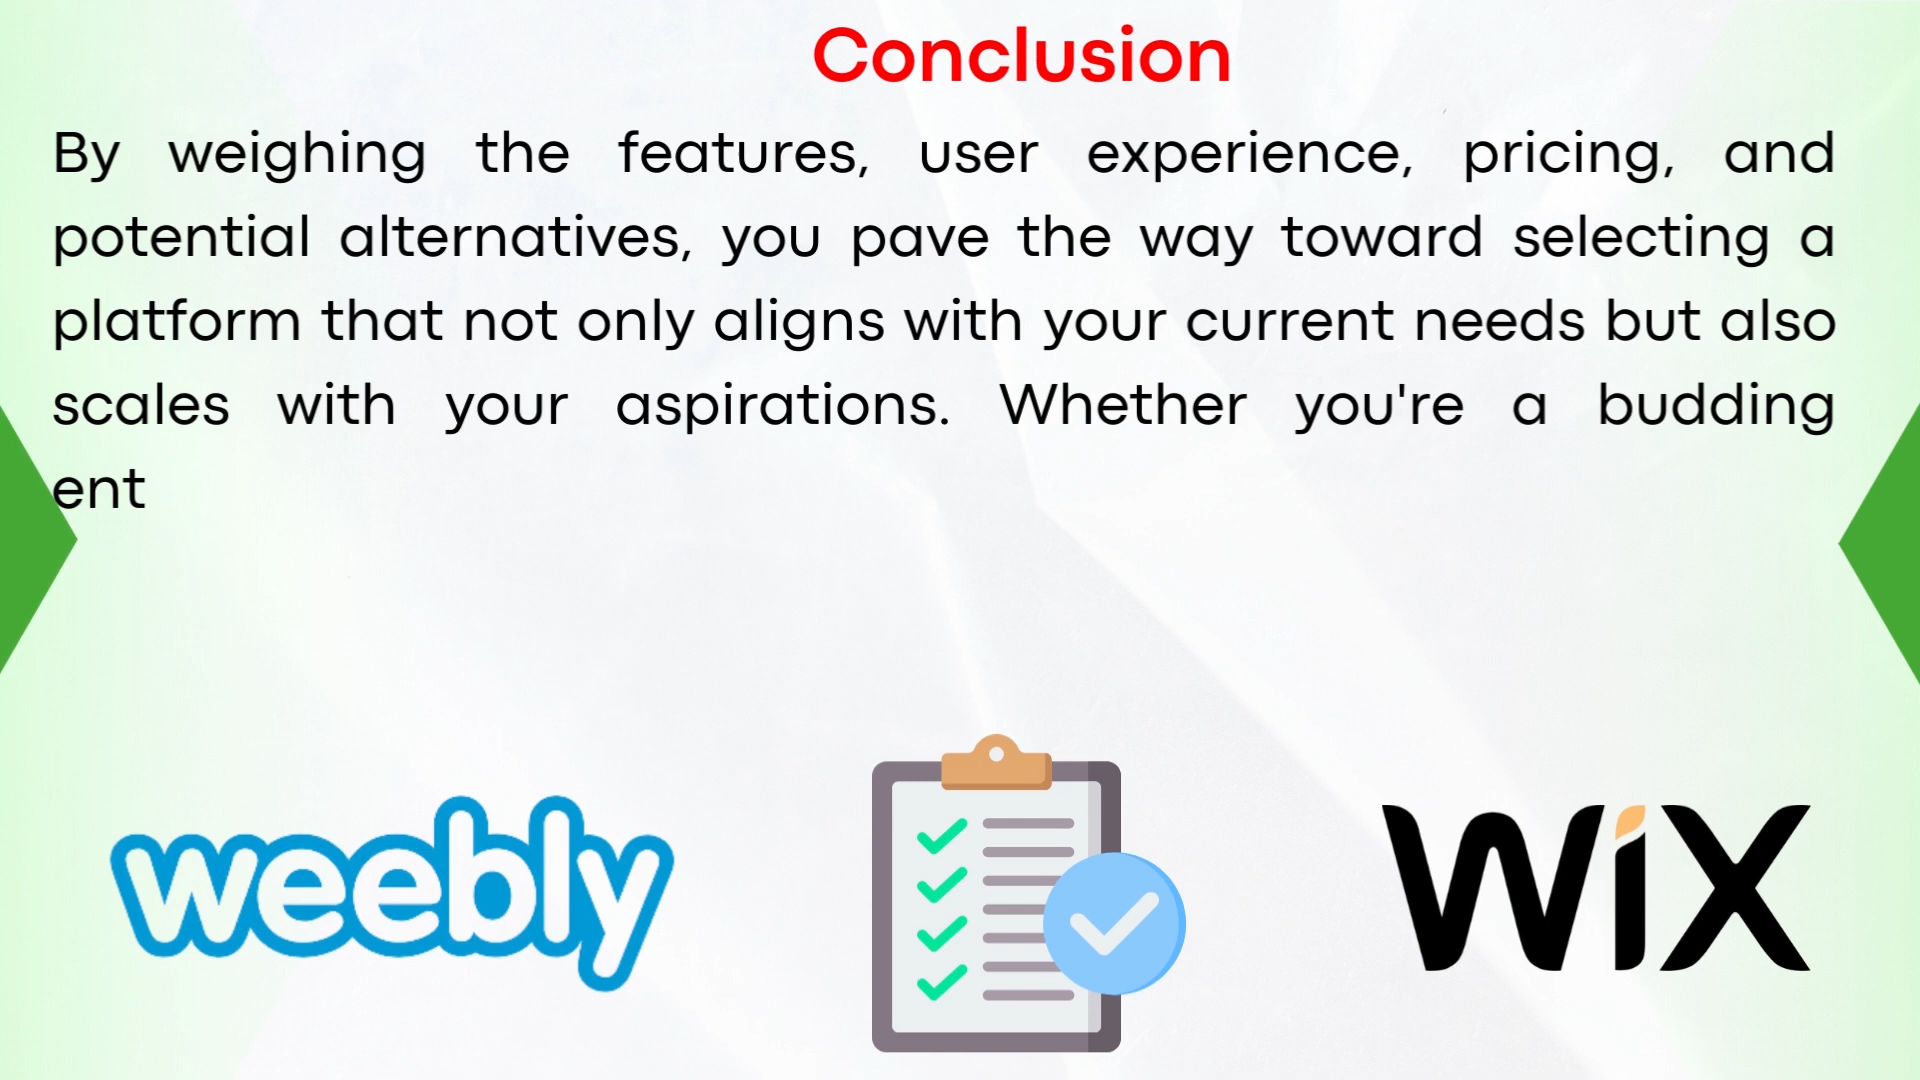 Conclusion
By weighing the features, user experience, pricing, and
potential alternatives, you pave the way toward selecting a
platform that not only aligns with your current needs but also
scales with your aspirations. Whether you're a budding
ent
weebly
WiX